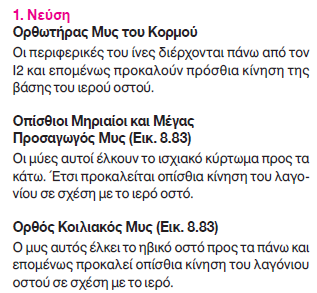 1. Νεύση
Ορθωτήρας Μυς του Κορμού
Οι περιφερικές του ίνες διέρχονται πάνω από τον
Ι2 και επομένως προκαλούν πρόσθια κίνηση της
βάσης του ιερού οστού.
Οπίσθιοι Μηριαίοι και Μέγας
Προσαγωγός Μυς (Εικ. 8.83)
Οι μύες αυτοί έλκουν το ισχιακό κύρτωμα προς τα
κάτω. Έτσι προκαλείται οπίσθια κίνηση του λαγο-
νίου σε σχέση με το ιερό οστό.
Ορθός Κοιλιακός Μυς (Εικ. 8.83)
Ο μυς αυτός έλκει το ηβικό οστό προς τα πάνω και
επομένως προκαλεί οπίσθια κίνηση του λαγόνιου
οστού σε σχέση με το ιερό.